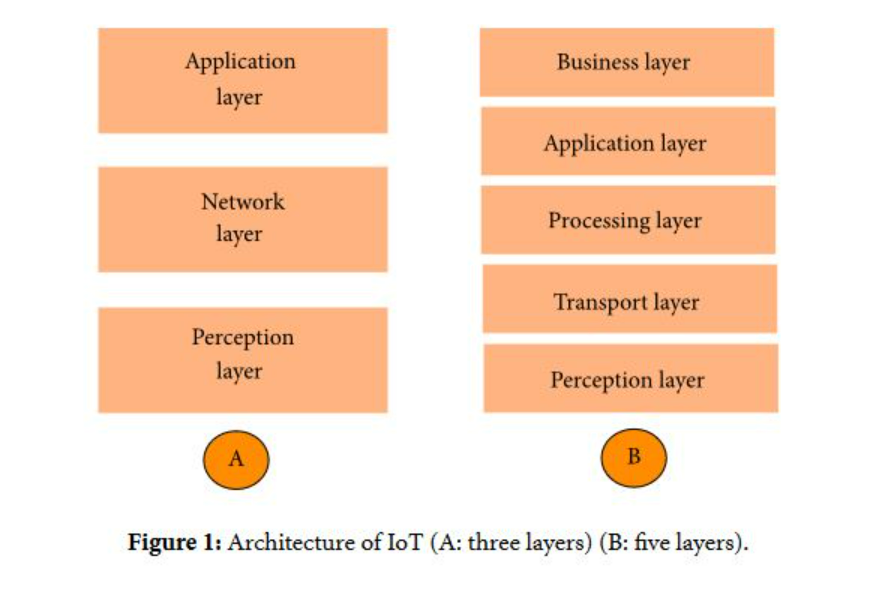 Application
layer
Network
layer
Perception
layer
A
Business layer
Application layer
Processing layer
Transport layer
Perception layer
B
Figure 1: Architecture of IoT (A: three layers) (B: five layers).